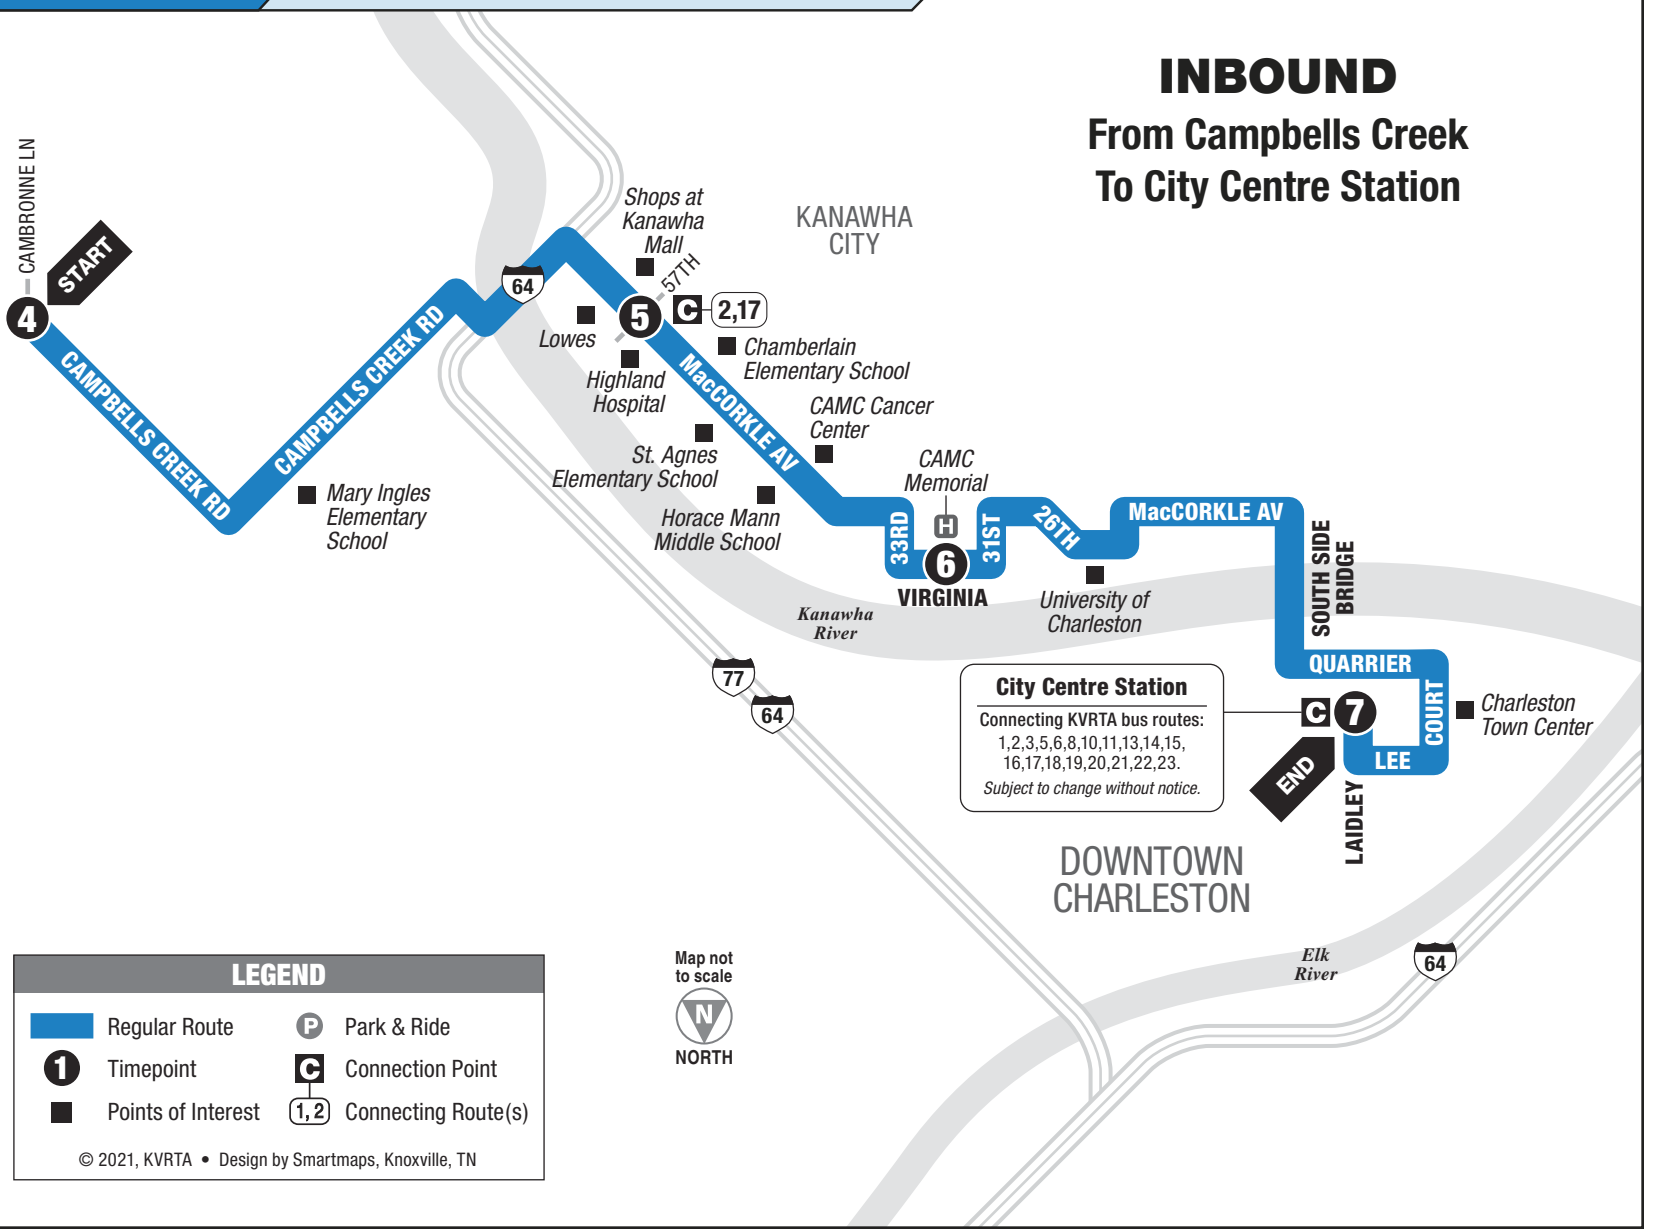 INBOUND
From Campbells Creek
To City Centre Station
CAMBRONNE LN
START
4
CAMPBELLS CREEK RD
CAMPBELLS CREEK RD
Mary Ingles
Elementary
School
64
Shops at
Kanawha
Mall
KANAWHA
CITY
57TH
5
C
2,17
Lowes
Highland
Hospital
Chamberlain
Elementary School
MacCORKLE AV
CAMC Cancer
Center
St. Agnes
Elementary School
Horace Mann
Middle School
CAMC
Memorial
H
33RD
6
31ST
VIRGINIA
26TH
University of
Charleston
MacCORKLE AV
SOUTH SIDE
BRIDGE
Kanawha
River
77
64
QUARRIER
COURT
Charleston
Town Center
LEE
LAIDLEY
C
7
END
City Centre Station
Connecting KVRTA bus routes:
1,2,3,5,6,8,10,11,13,14,15,
16,17,18,19,20,21,22,23.
Subject to change without notice.
DOWNTOWN
CHARLESTON
Elk
River
64
Map not
to scale
N
NORTH
LEGEND
Regular Route
P Park & Ride
1 Timepoint
C Connection Point
Points of Interest
1, 2 Connecting Route(s)
© 2021, KVRTA • Design by Smartmaps, Knoxville, TN